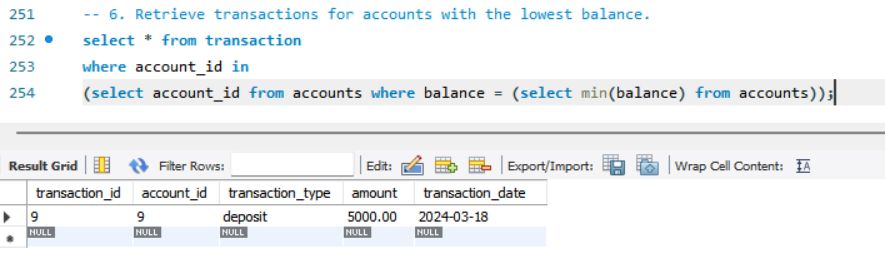 251 -- 6. Retrieve transactions for accounts with the lowest balance.
252 select * from transaction
253 where account_id in
254 (select account_id from accounts where balance = (select min(balance) from accounts));
Result Grid Filter Rows: Edit: Export/Import: Wrap Cell Content: IA
transaction_id account_id transaction_type amount transaction_date
9 9 deposit 5000.00 2024-03-18
NULL NULL NULL NULL NULL